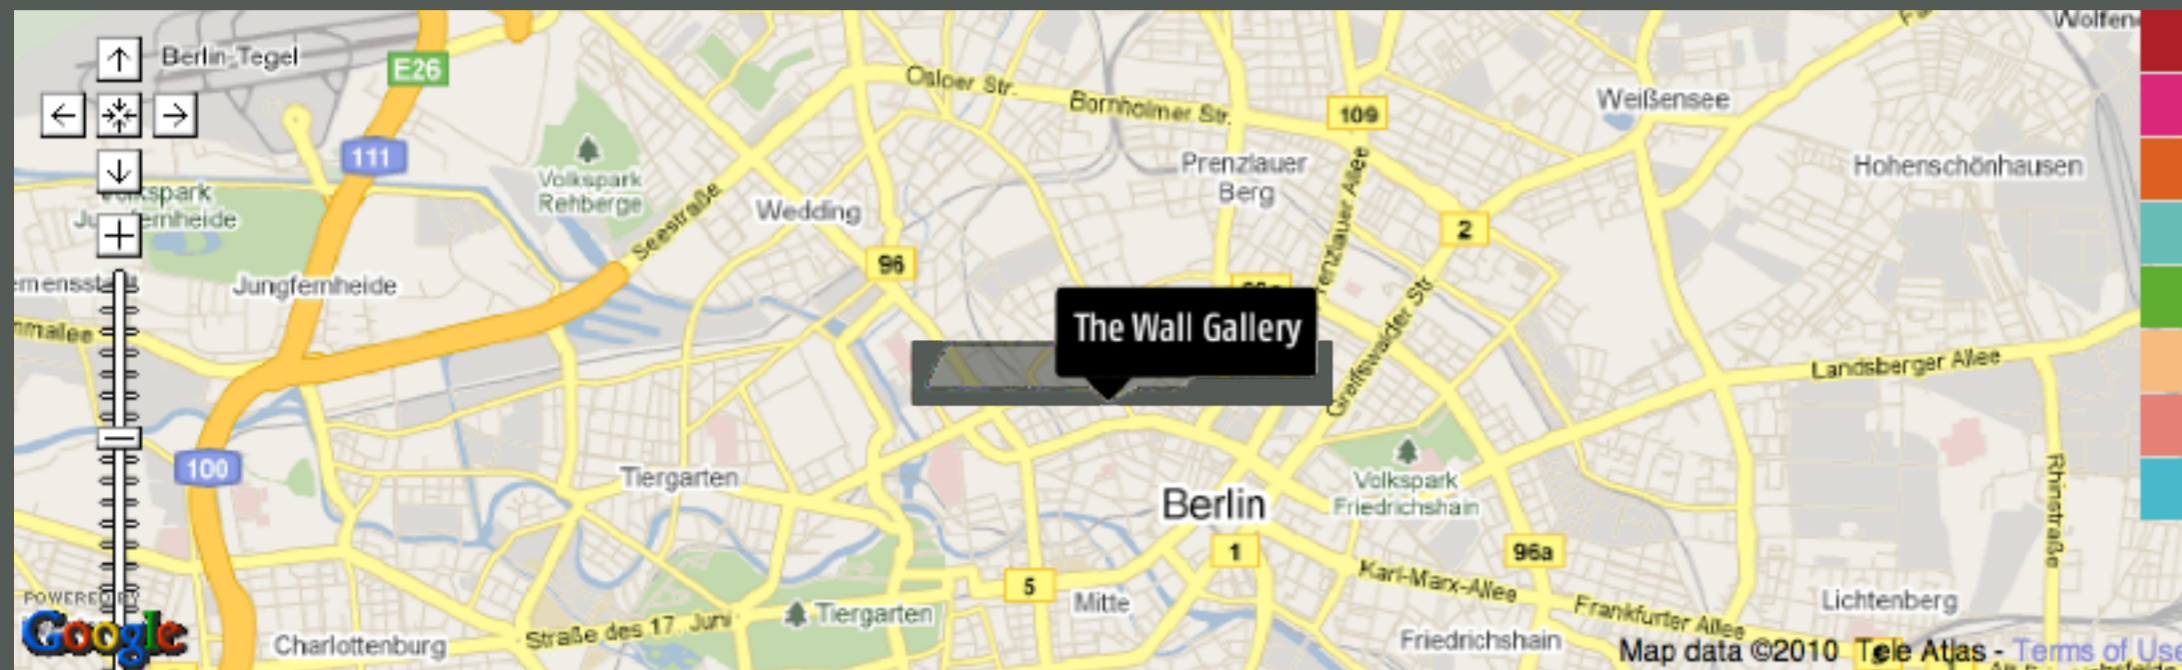 Berlin-Tegel
E26
Osloer Str.
Bornholmer Str.
109
Weißensee
111
Volkspark
Rehberge
Prenzlauer
Berg
Hohenschönhausen
Seestraße
Wedding
Prenzlauer Allee
2
96
Jungfernheide
The Wall Gallery
Greifswalder Str
Landsberger Allee
100
Tiergarten
Berlin
Volkspark
Friedrichshain
Rhinstraße
1
96a
5
Mitte
Karl-Marx-Allee
Frankfurter Allee
Lichtenberg
POWERED BY
Google
Charlottenburg
Straße des 17. Juni
Tiergarten
Friedrichshain
Map data ©2010 Tele Atlas - Terms of Us